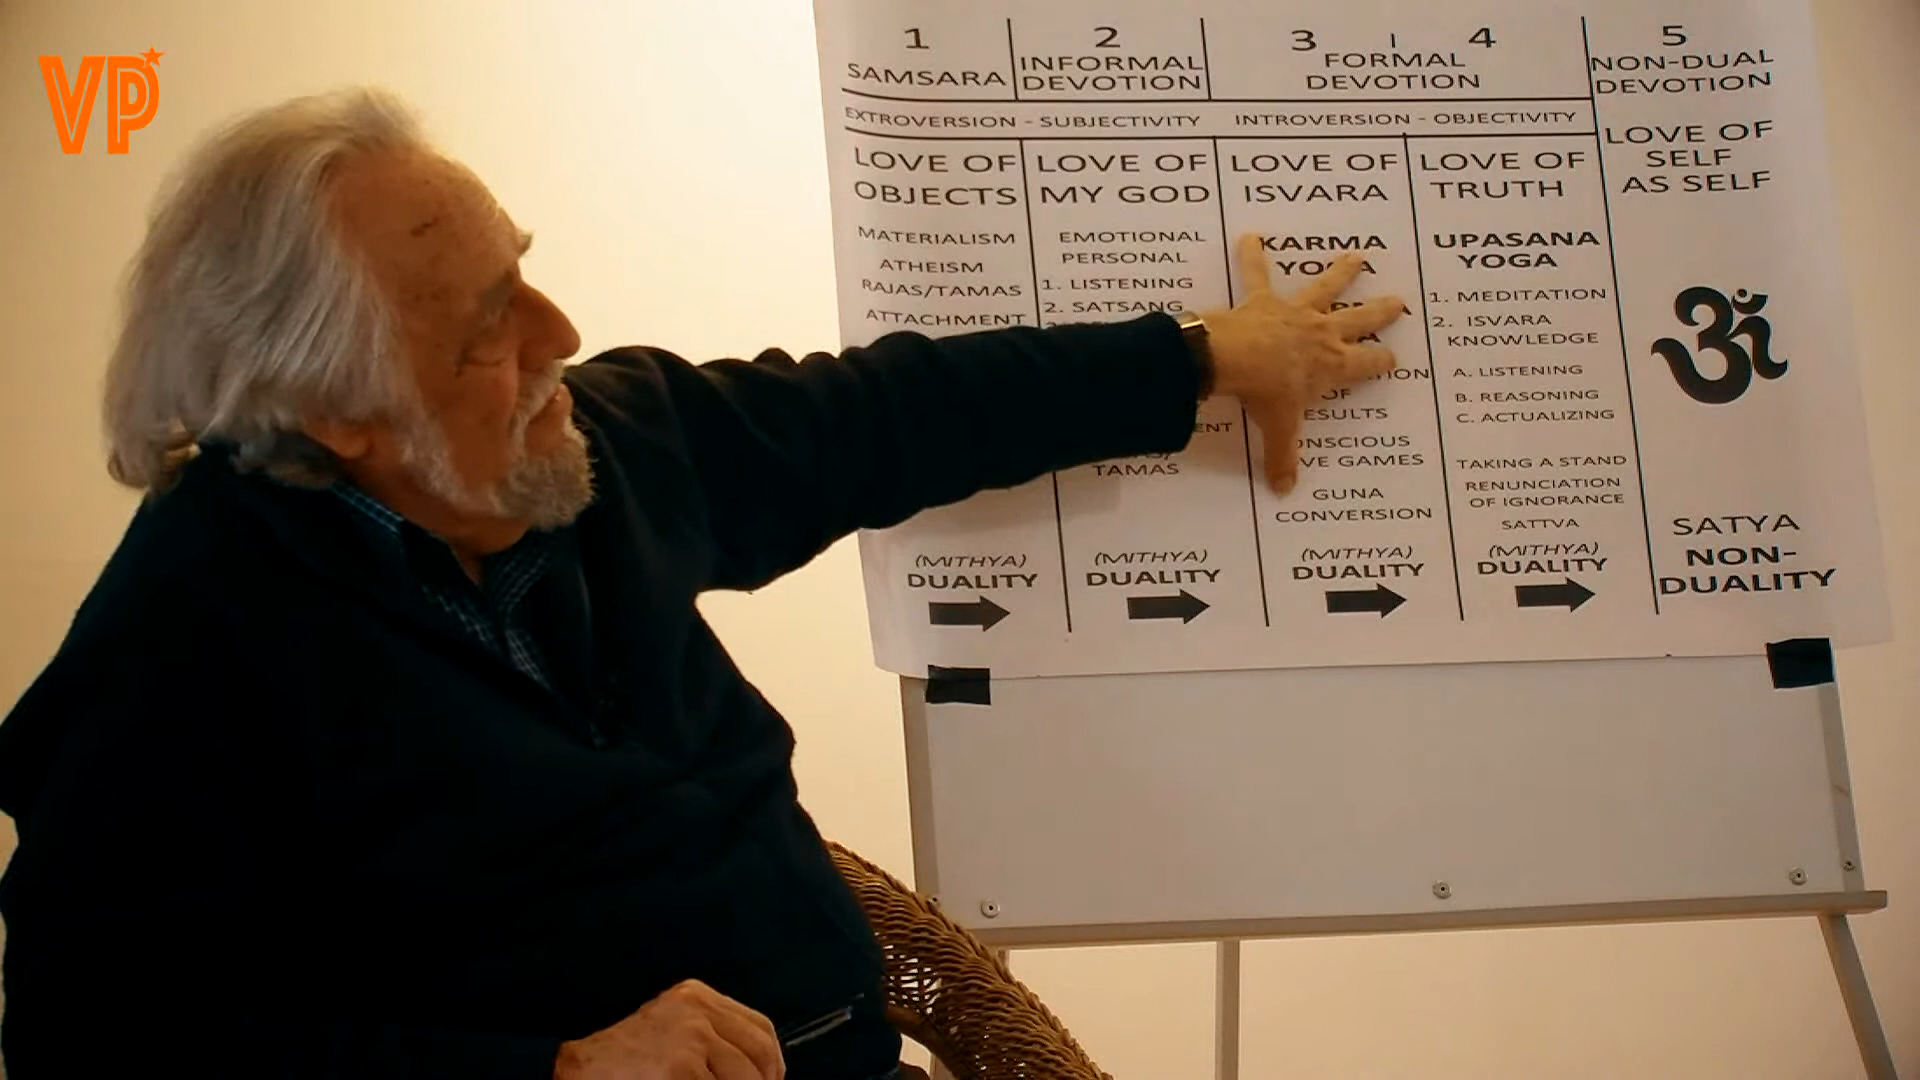 VP
1
SAMSARA
2
INFORMAL
DEVOTION
3 4
FORMAL
DEVOTION
5
NON-DUAL
DEVOTION
EXTROVERSION - SUBJECTIVITY
INTROVERSION - OBJECTIVITY
LOVE OF
OBJECTS
MATERIALISM
ATHEISM
RAJAS/TAMAS
ATTACHMENT
(MITHYA)
DUALITY
LOVE OF
MY GOD
EMOTIONAL
PERSONAL
1. LISTENING
2. SATSANG
TAMAS
(MITHYA)
DUALITY
LOVE OF
ISVARA
KARMA
YOGA
OF
GUNA
CONVERSION
(MITHYA)
DUALITY
LOVE OF
TRUTH
UPASANA
YOGA
1. MEDITATION
2. ISVARA
KNOWLEDGE
A. LISTENING
B. REASONING
C. ACTUALIZING
TAKING A STAND
RENUNCIATION
OF IGNORANCE
SATTVA
(MITHYA)
DUALITY
LOVE OF
SELF
AS SELF
ॐ
SATYA
NON-
DUALITY